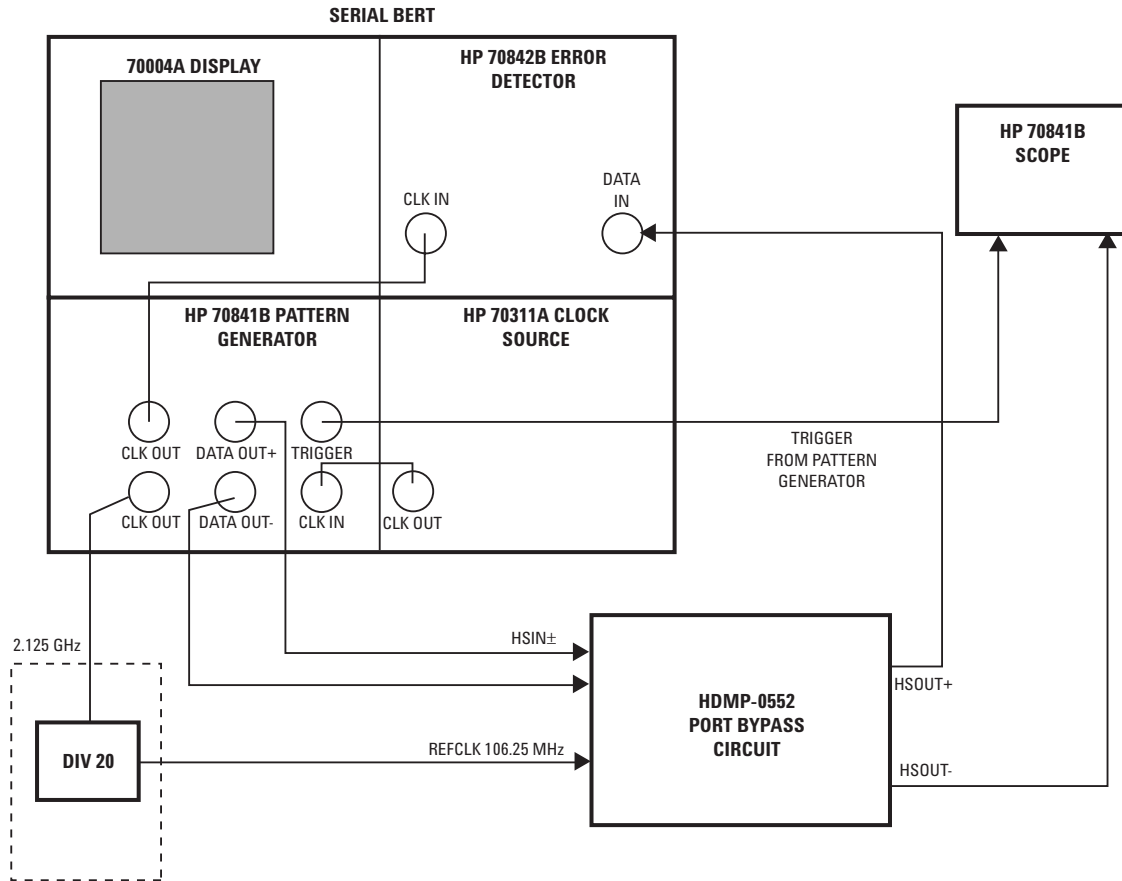 SERIAL BERT
70004A DISPLAY
HP 70842B ERROR
DETECTOR
CLK IN
DATA
IN
HP 70841B
SCOPE
HP 70841B PATTERN
GENERATOR
HP 70311A CLOCK
SOURCE
CLK OUT
DATA OUT+
TRIGGER
CLK OUT
DATA OUT-
CLK IN
CLK OUT
TRIGGER
FROM PATTERN
GENERATOR
2.125 GHz
DIV 20
HSIN±
REFCLK 106.25 MHz
HDMP-0552
PORT BYPASS
CIRCUIT
HSOUT+
HSOUT-